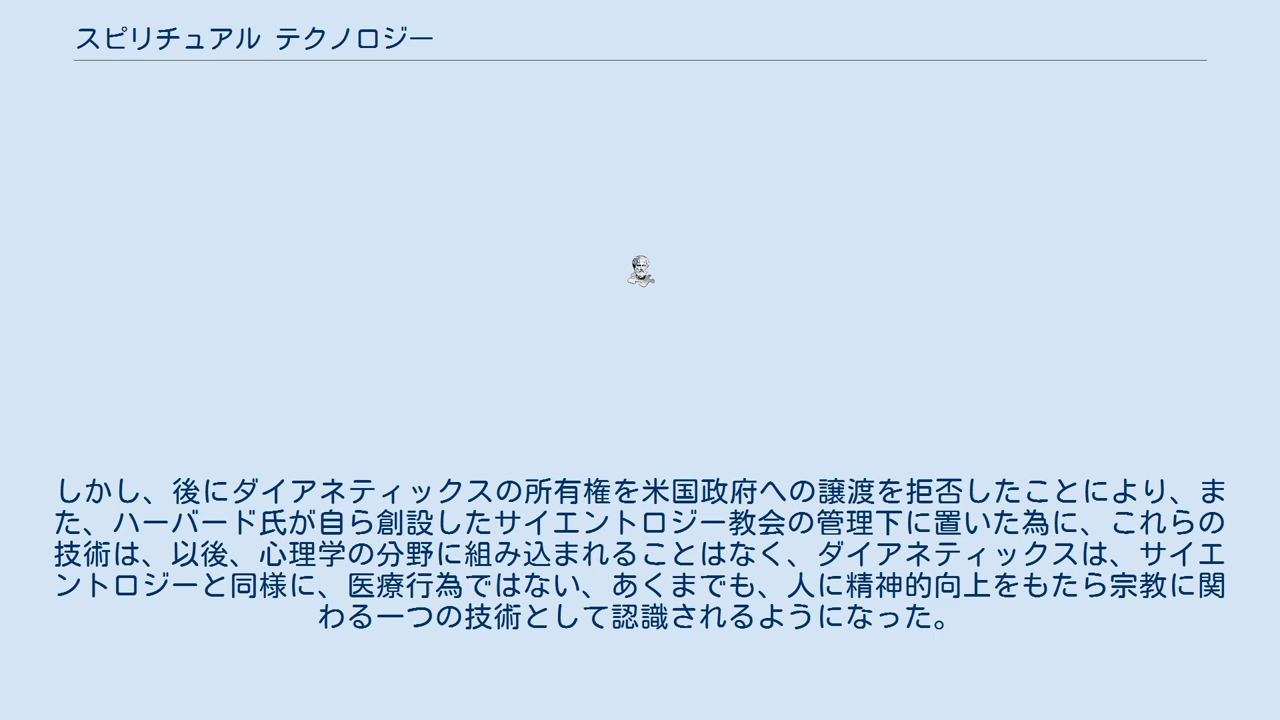 スピリチュアル テクノロジー
しかし、後にダイアネティックスの所有権を米国政府への譲渡を拒否したことにより、ま
た、ハーバード氏が自ら創設したサイエントロジー教会の管理下に置いた為に、これらの
技術は、以後、心理学の分野に組み込まれることはなく、ダイアネティックスは、サイエ
ントロジーと同様に、医療行為ではない、あくまでも、人に精神的向上をもたら宗教に関
わる一つの技術として認識されるようになった。